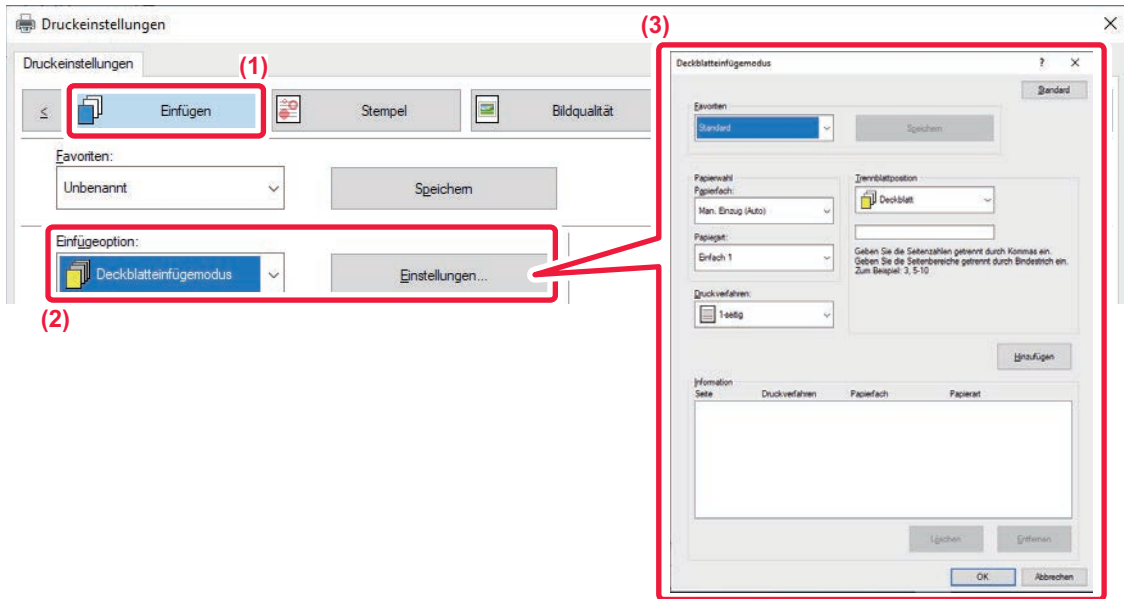 Druckeinstellungen
(3)
Druckeinstellungen
(1)
<
Einfügen
Stempel
Bildqualität
Favoriten:
Unbenannt
Speichern
Einfügeoption:
Deckblatteinfügemodus
Einstellungen...
(2)
Deckblatteinfügemodus
?
Standard
Favoriten
Standard
Speichern
Papierwahl
Papierfach:
Man. Einzug (Auto)
Papierart:
Einfach 1
Druckverfahren:
1-seitig
Trennblattposition
Deckblatt
Geben Sie die Seitenzahlen getrennt durch Kommas ein.
Geben Sie die Seitenbereiche getrennt durch Bindestrich ein.
Zum Beispiel: 3, 5-10
Hinzufügen
Information
Seite Druckverfahren Papierfach Papierart
Löschen Entfernen
OK Abbrechen